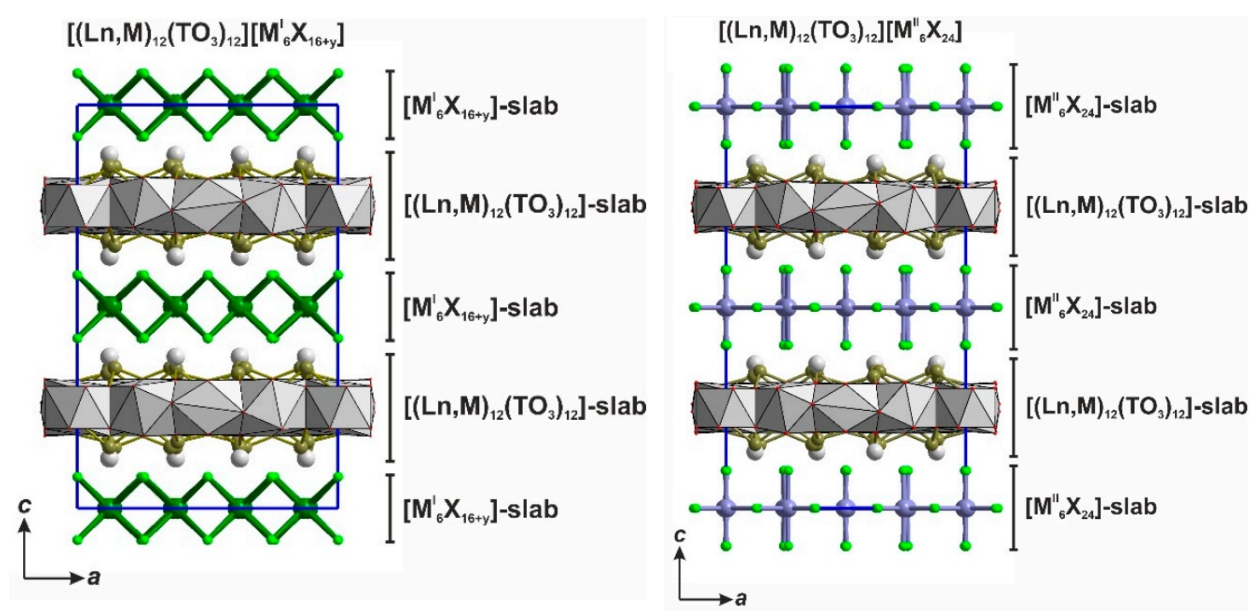 [(Ln,M)₁₂(TO₃)₁₂][Mᴵ₆X₁₆₊y]
[Mᴵ₆X₁₆₊y]-slab
[(Ln,M)₁₂(TO₃)₁₂]-slab
[Mᴵ₆X₁₆₊y]-slab
[(Ln,M)₁₂(TO₃)₁₂]-slab
[Mᴵ₆X₁₆₊y]-slab
c
a
[(Ln,M)₁₂(TO₃)₁₂][Mᴵᴵ₆X₂₄]
[Mᴵᴵ₆X₂₄]-slab
[(Ln,M)₁₂(TO₃)₁₂]-slab
[Mᴵᴵ₆X₂₄]-slab
[(Ln,M)₁₂(TO₃)₁₂]-slab
[Mᴵᴵ₆X₂₄]-slab
c
a